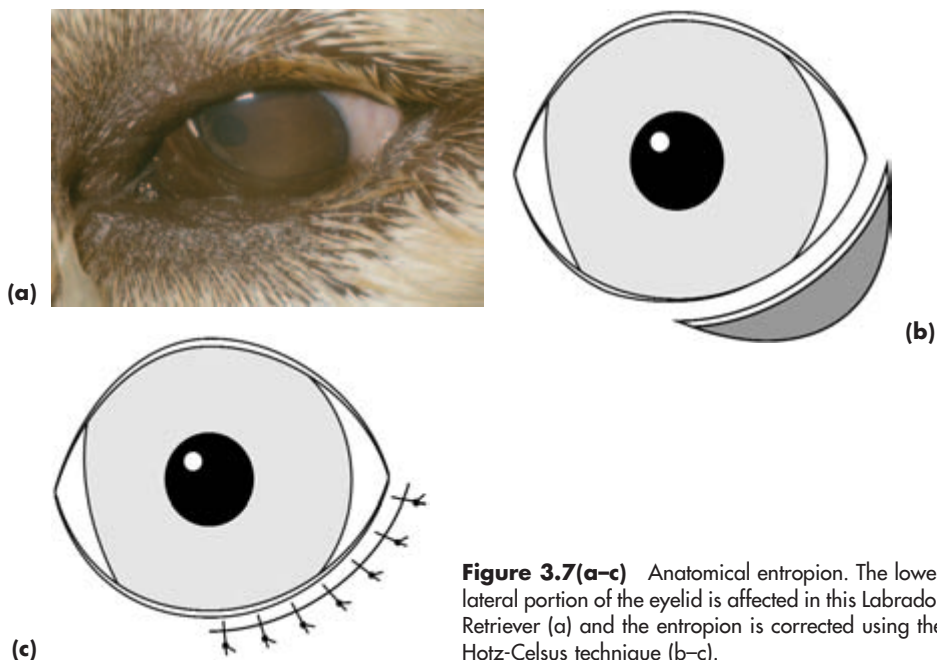 (a)
(b)
(c)
Figure 3.7(a–c) Anatomical entropion. The lowe
lateral portion of the eyelid is affected in this Labrado
Retriever (a) and the entropion is corrected using the
Hotz-Celsus technique (b–c).